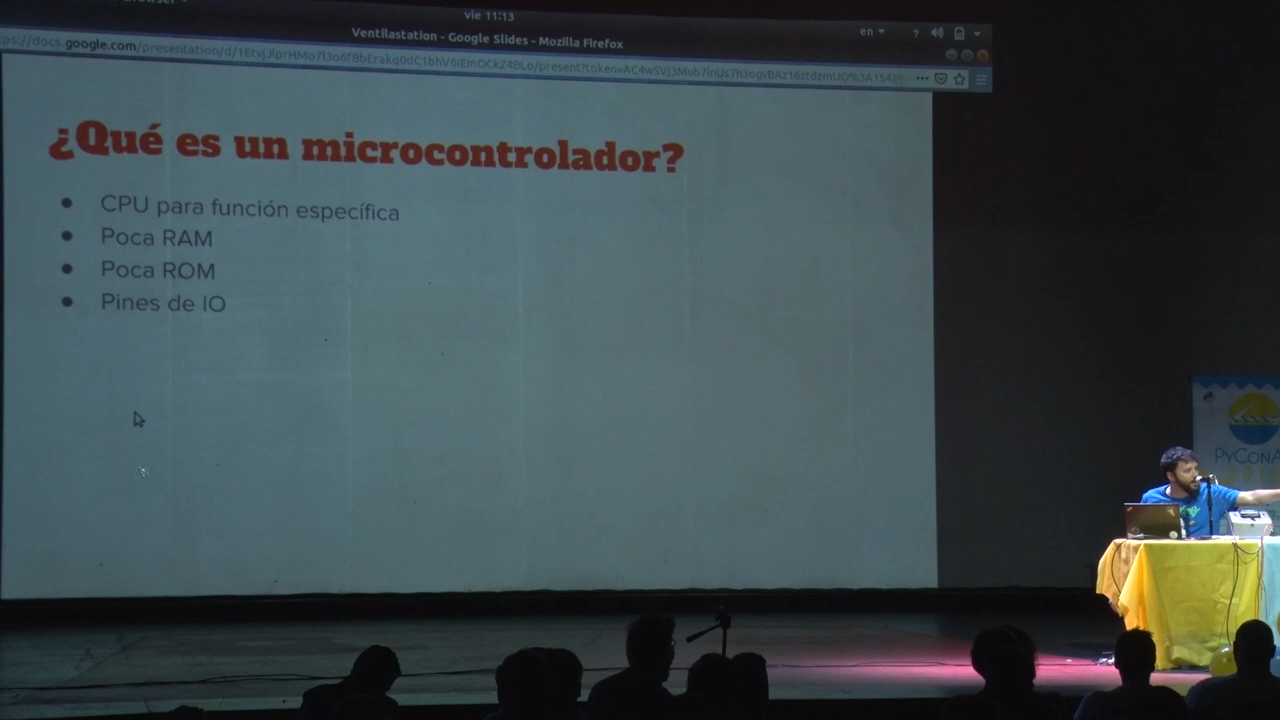 vie 11:13
en
Ventilastation - Google Slides - Mozilla Firefox
¿Qué es un microcontrolador?
CPU para función específica
Poca RAM
Poca ROM
Pines de IO
PyConA